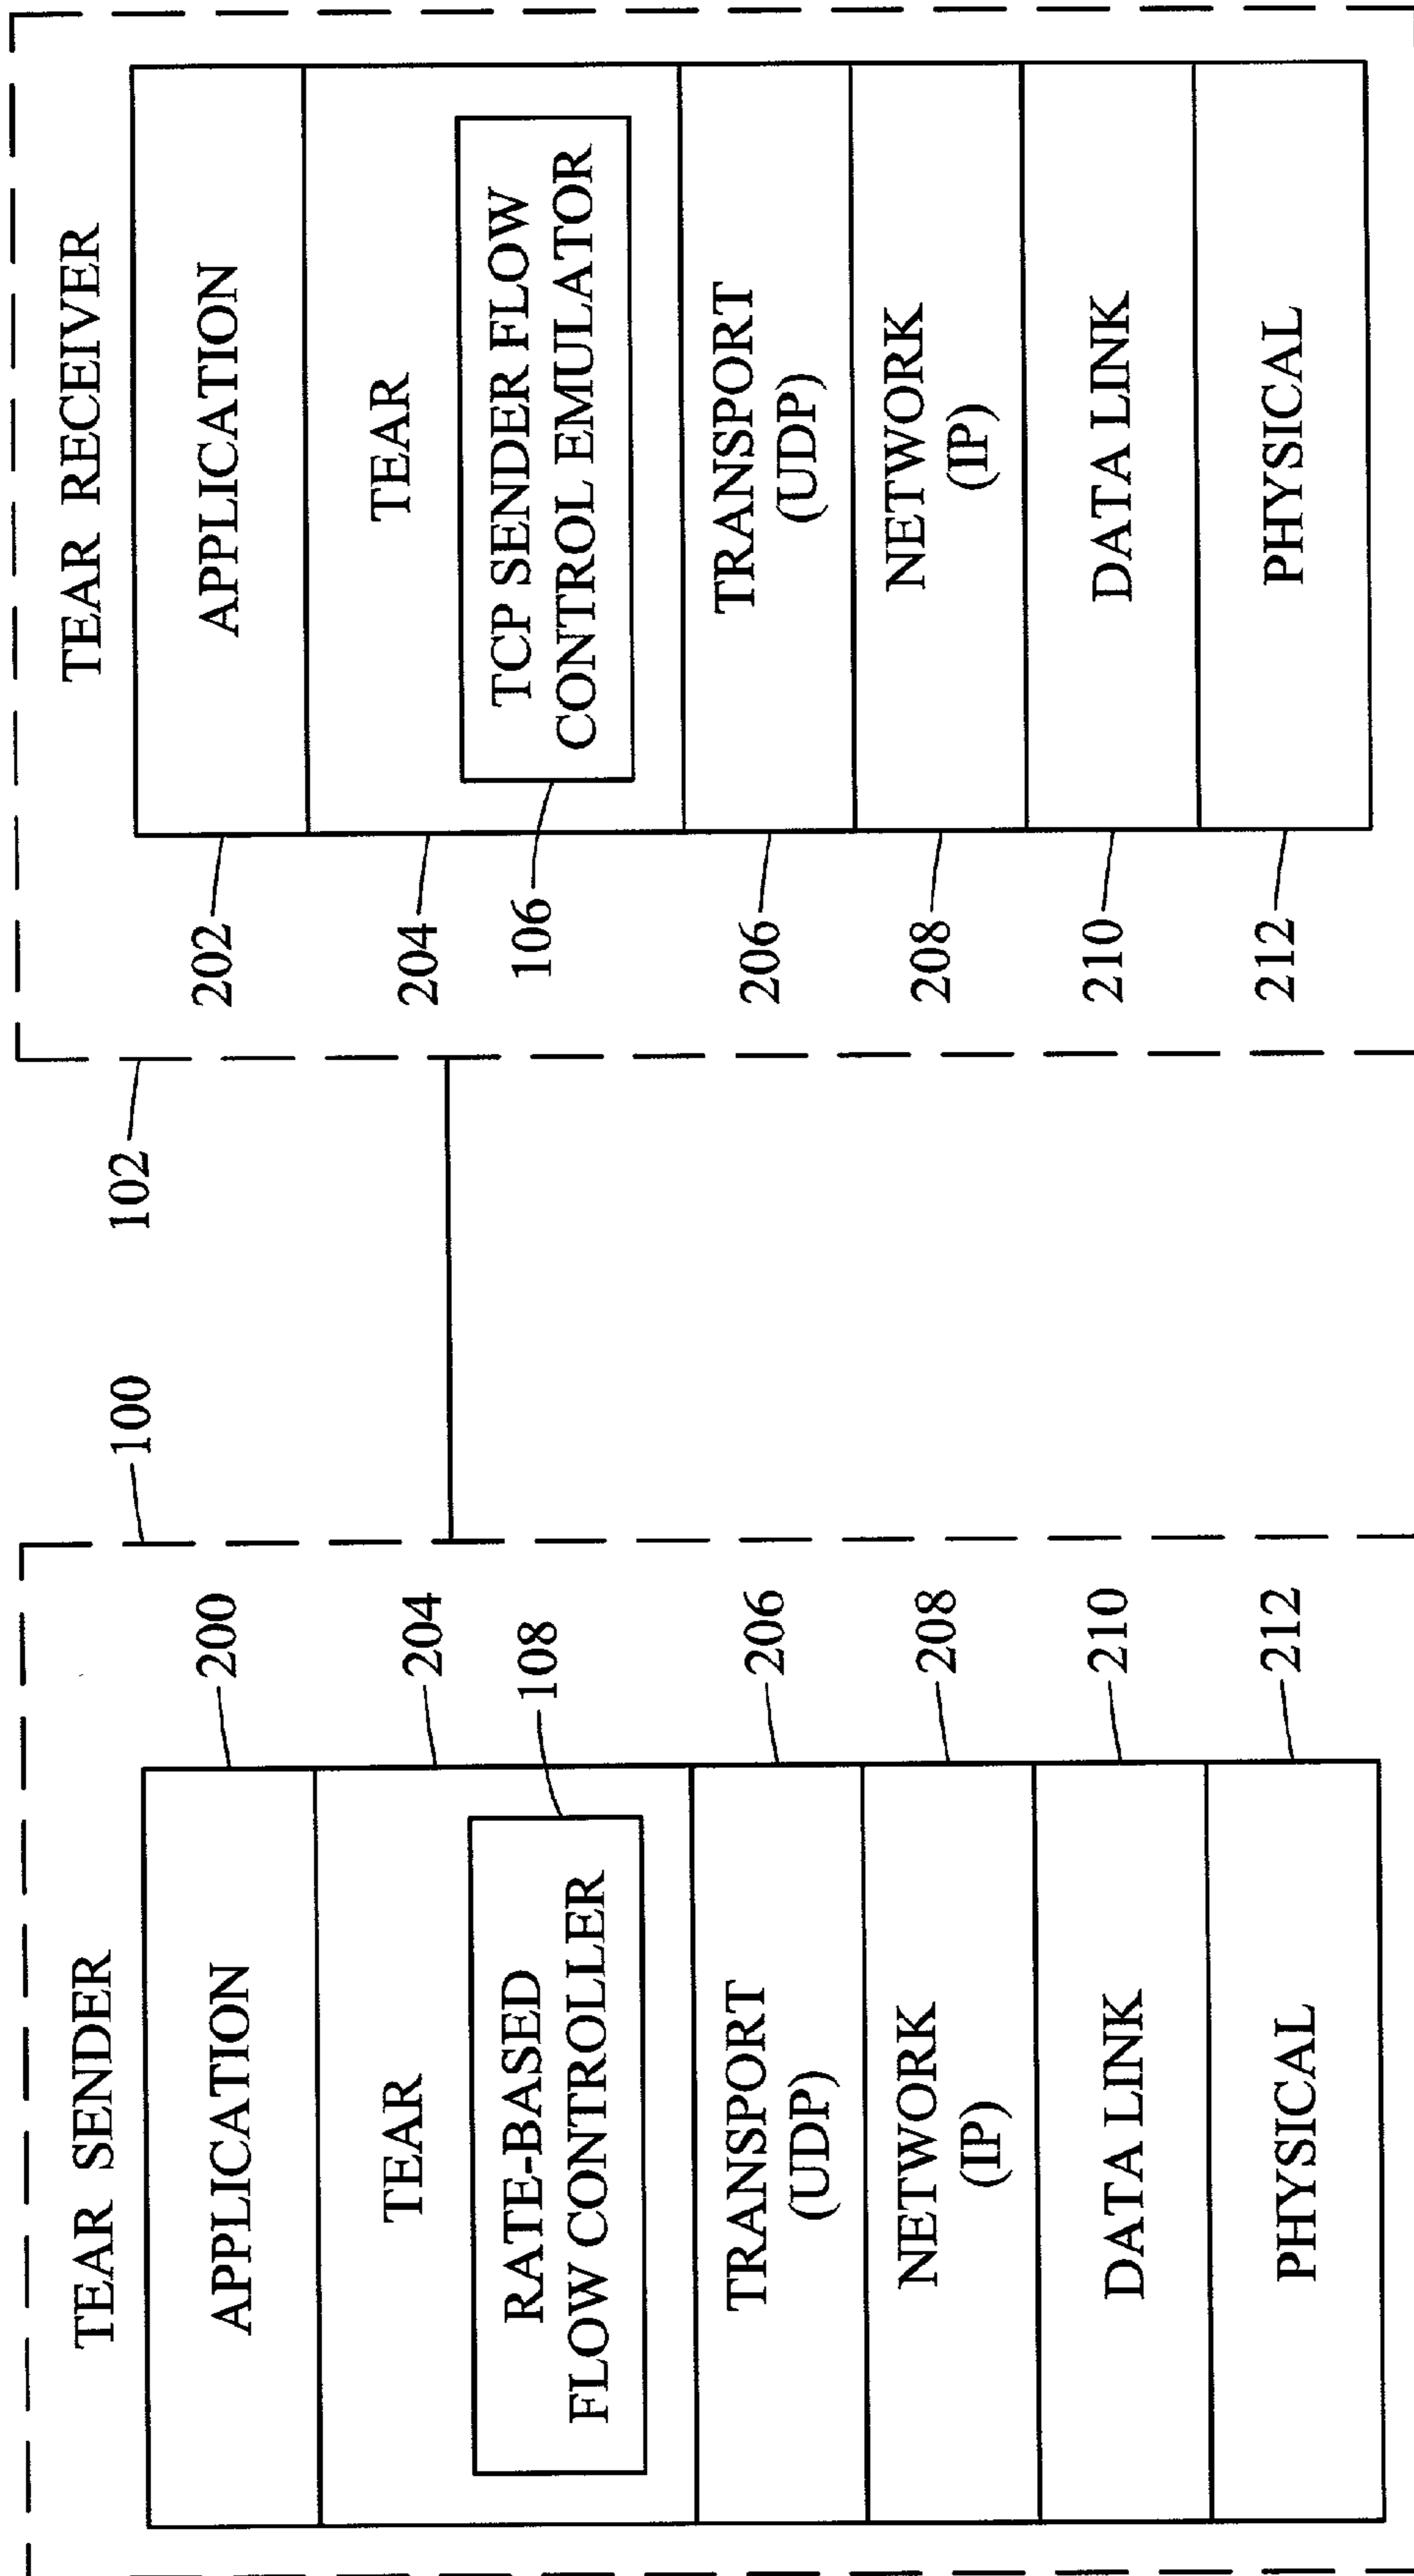 TEAR SENDER
100
APPLICATION
200
TEAR
204
RATE-BASED
FLOW CONTROLLER
108
TRANSPORT
(UDP)
206
NETWORK
(IP)
208
DATA LINK
210
PHYSICAL
212
TEAR RECEIVER
102
202
APPLICATION
204
TEAR
106
TCP SENDER FLOW
CONTROL EMULATOR
206
TRANSPORT
(UDP)
208
NETWORK
(IP)
210
DATA LINK
212
PHYSICAL